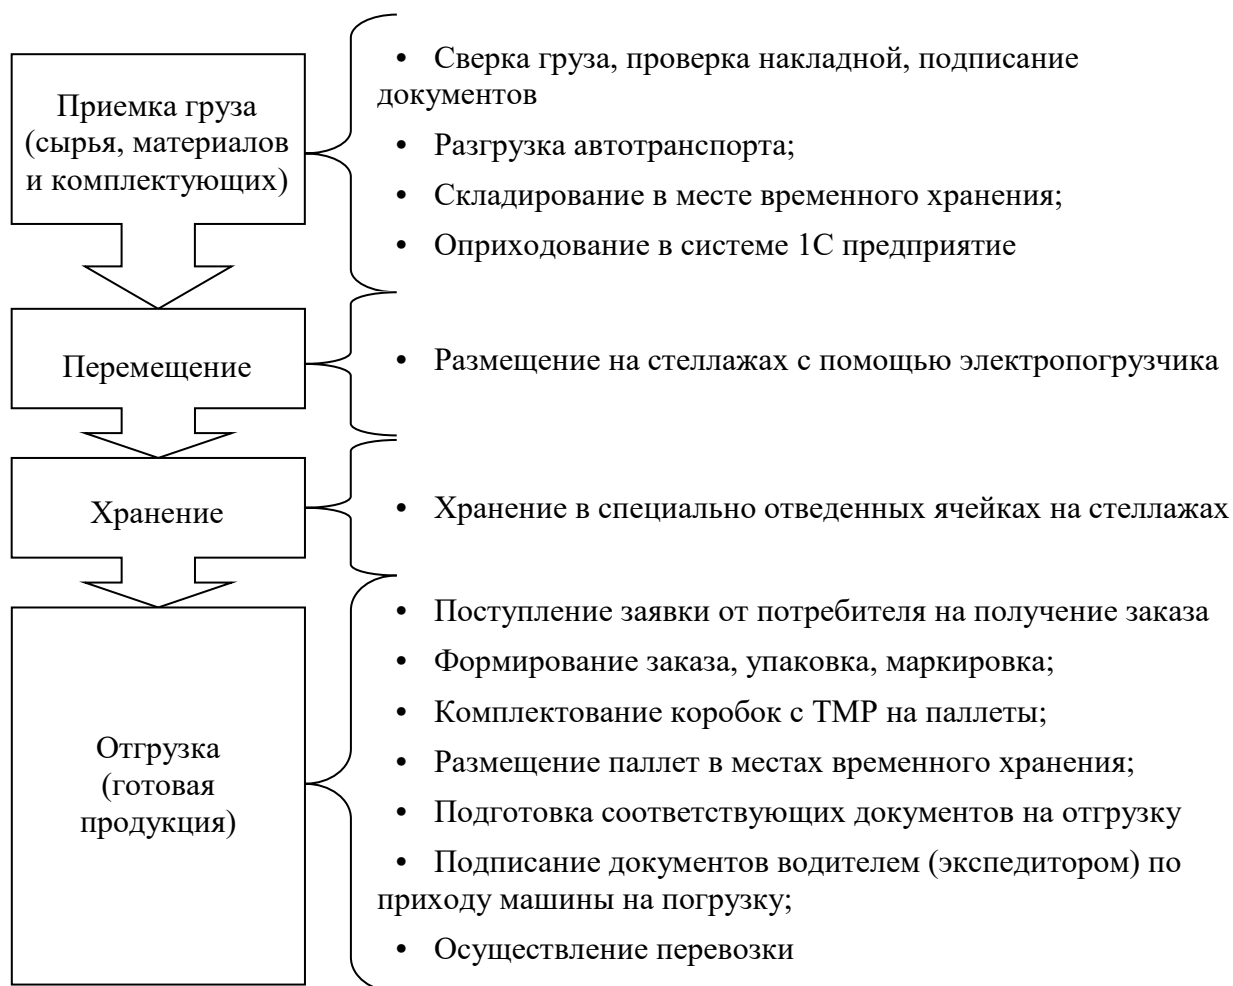 Приемка груза
(сырья, материалов
и комплектующих)
• Сверка груза, проверка накладной, подписание
документов
• Разгрузка автотранспорта;
• Складирование в месте временного хранения;
• Оприходование в системе 1С предприятие
Перемещение
• Размещение на стеллажах с помощью электропогрузчика
Хранение
• Хранение в специально отведенных ячейках на стеллажах
Отгрузка
(готовая
продукция)
• Поступление заявки от потребителя на получение заказа
• Формирование заказа, упаковка, маркировка;
• Комплектование коробок с ТМР на паллеты;
• Размещение паллет в местах временного хранения;
• Подготовка соответствующих документов на отгрузку
• Подписание документов водителем (экспедитором) по
приходу машины на погрузку;
• Осуществление перевозки